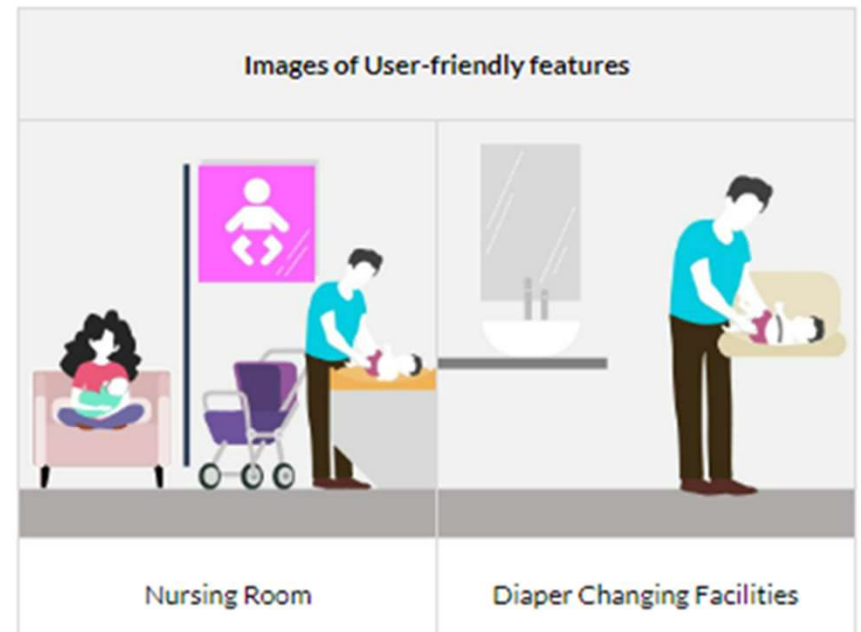 Images of User-friendly features
Nursing Room
Diaper Changing Facilities